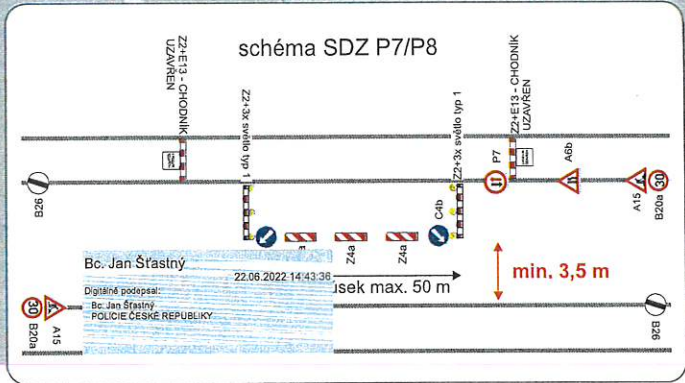 schéma SDZ P7/P8
Z2+E13 - CHODNÍK
UZAVŘEN
Z2+3x světlo typ 1
Z2+3x světlo typ 1
P7
Z2+E13 - CHODNÍK
UZAVŘEN
A6b
A15
30
B20a
B26
C4b
Z4a
Z4a
Bc. Jan Šťastný
22.06.2022 14:43:36
Digitálně podepsal:
Bc. Jan Šťastný
POLICIE ČESKÉ REPUBLIKY
úsek max. 50 m
min. 3,5 m
30
B20a
A15
B26